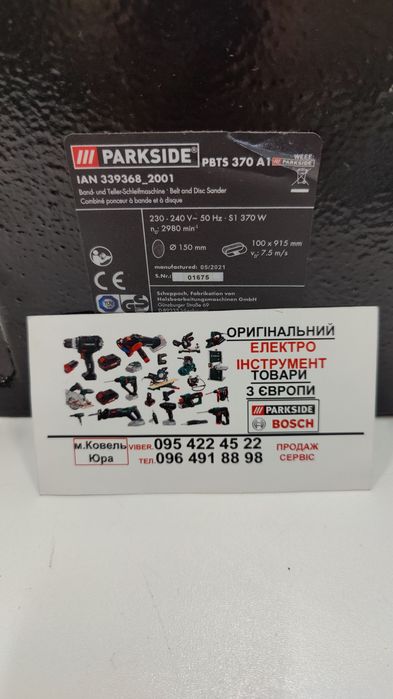 PARKSIDE® PBTS 370 A1
WEEE
PARKSIDE
IAN 339368_2001
Band- und Teller-Schleifmaschine · Belt and Disc Sander
Combiné ponceur à bande et à disque
230 - 240 V~ 50 Hz · S1 370 W
n₀: 2980 min⁻¹
Ø 150 mm
100 x 915 mm
v₀: 7.5 m/s
manufactured: 05/2021
S.Nr.: 01675
CE
GS
Scheppach, Fabrikation von
Holzbearbeitungsmaschinen GmbH
Günzburger Straße 69
ОРИГІНАЛЬНИЙ
ЕЛЕКТРО
ІНСТРУМЕНТ
ТОВАРИ
З ЄВРОПИ
PARKSIDE
BOSCH
м.Ковель
Юра
VIBER. 095 422 45 22
ТЕЛ. 096 491 88 98
ПРОДАЖ
СЕРВІС